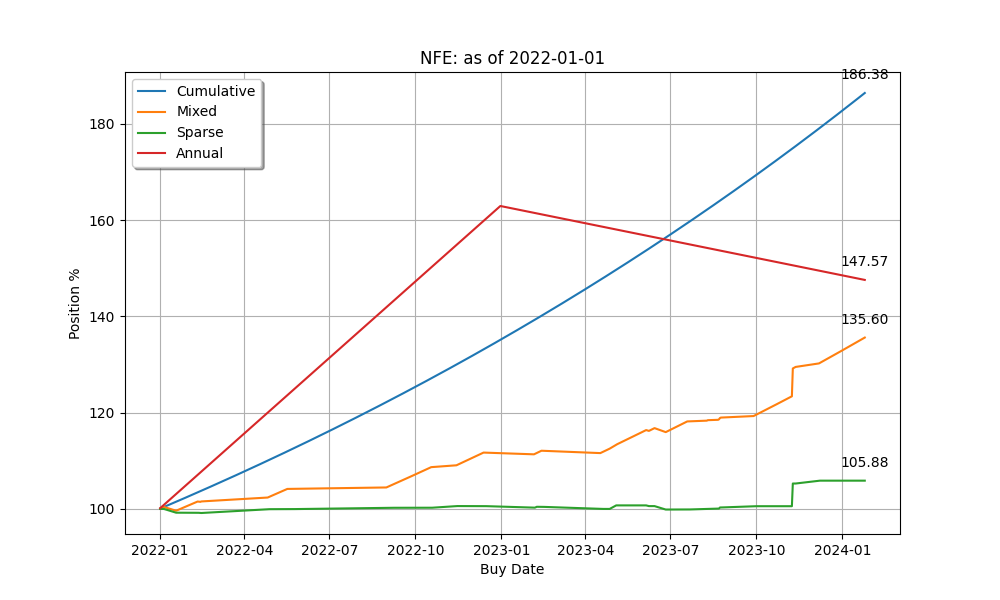 NFE: as of 2022-01-01
Cumulative
Mixed
Sparse
Annual
186.38
147.57
135.60
105.88
180
160
140
120
100
Position %
2022-01 2022-04 2022-07 2022-10 2023-01 2023-04 2023-07 2023-10 2024-01
Buy Date